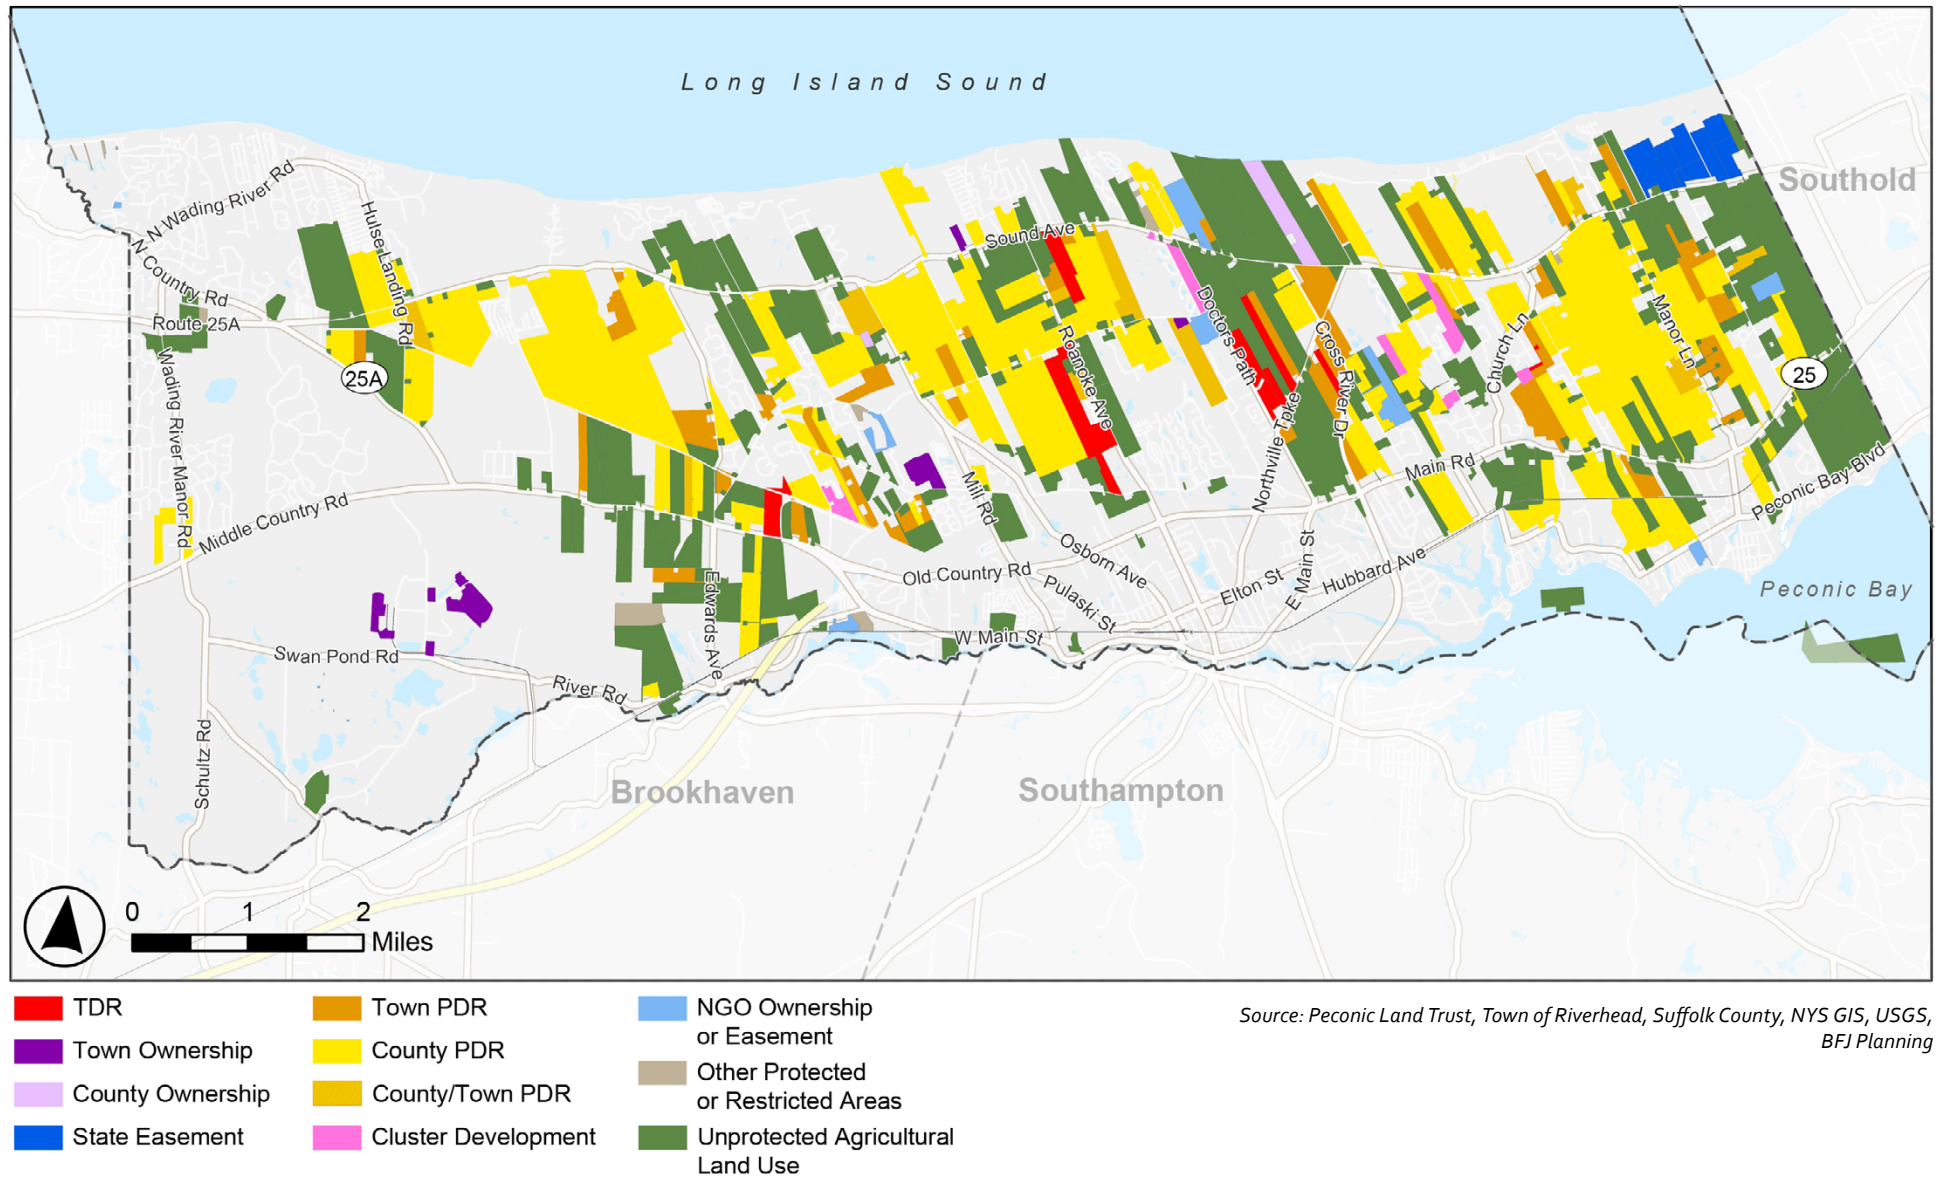 Long Island Sound
Southold
N Wading River Rd
Hulse Landing Rd
N Country Rd
Route 25A
25A
Wading River Manor Rd
Sound Ave
Doctors Path
Roanoke Ave
Cross River Dr
Church Ln
Manor Ln
25
Northville Tpke
Main Rd
Peconic Bay Blvd
Mill Rd
Middle Country Rd
Osborn Ave
Old Country Rd
Pulaski St
Elton St
E Main St
Hubbard Ave
Peconic Bay
Edwards Ave
W Main St
Swan Pond Rd
River Rd
Schultz Rd
Brookhaven
Southampton
0 1 2
Miles
TDR
Town Ownership
County Ownership
State Easement
Town PDR
County PDR
County/Town PDR
Cluster Development
NGO Ownership
or Easement
Other Protected
or Restricted Areas
Unprotected Agricultural
Land Use
Source: Peconic Land Trust, Town of Riverhead, Suffolk County, NYS GIS, USGS,
BFJ Planning